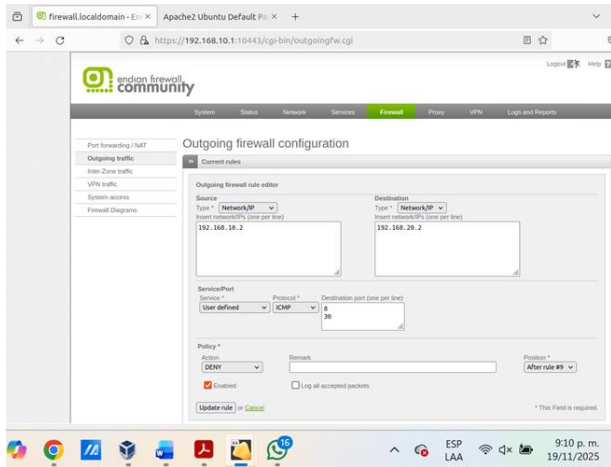 firewall.localdomain - En
Apache2 Ubuntu Default Pa
https://192.168.10.1:10443/cgi-bin/outgoingfw.cgi
Logout Help
endian firewall
community
System Status Network Services Firewall Proxy VPN Logs and Reports
Port forwarding / NAT
Outgoing traffic
Inter-Zone traffic
VPN traffic
System access
Firewall Diagrams
Outgoing firewall configuration
Current rules
Outgoing firewall rule editor
Source Destination
Type * Network/IP Type * Network/IP
Insert network/IPs (one per line) Insert network/IPs (one per line)
192.168.10.2 192.168.20.2
Service/Port
Service * Protocol * Destination port (one per line)
User defined ICMP 8
30
Policy *
Action Remark Position *
DENY After rule #9
Enabled Log all accepted packets
Update rule or Cancel * This Field is required.
16
ESP
LAA
9:10 p. m.
19/11/2025